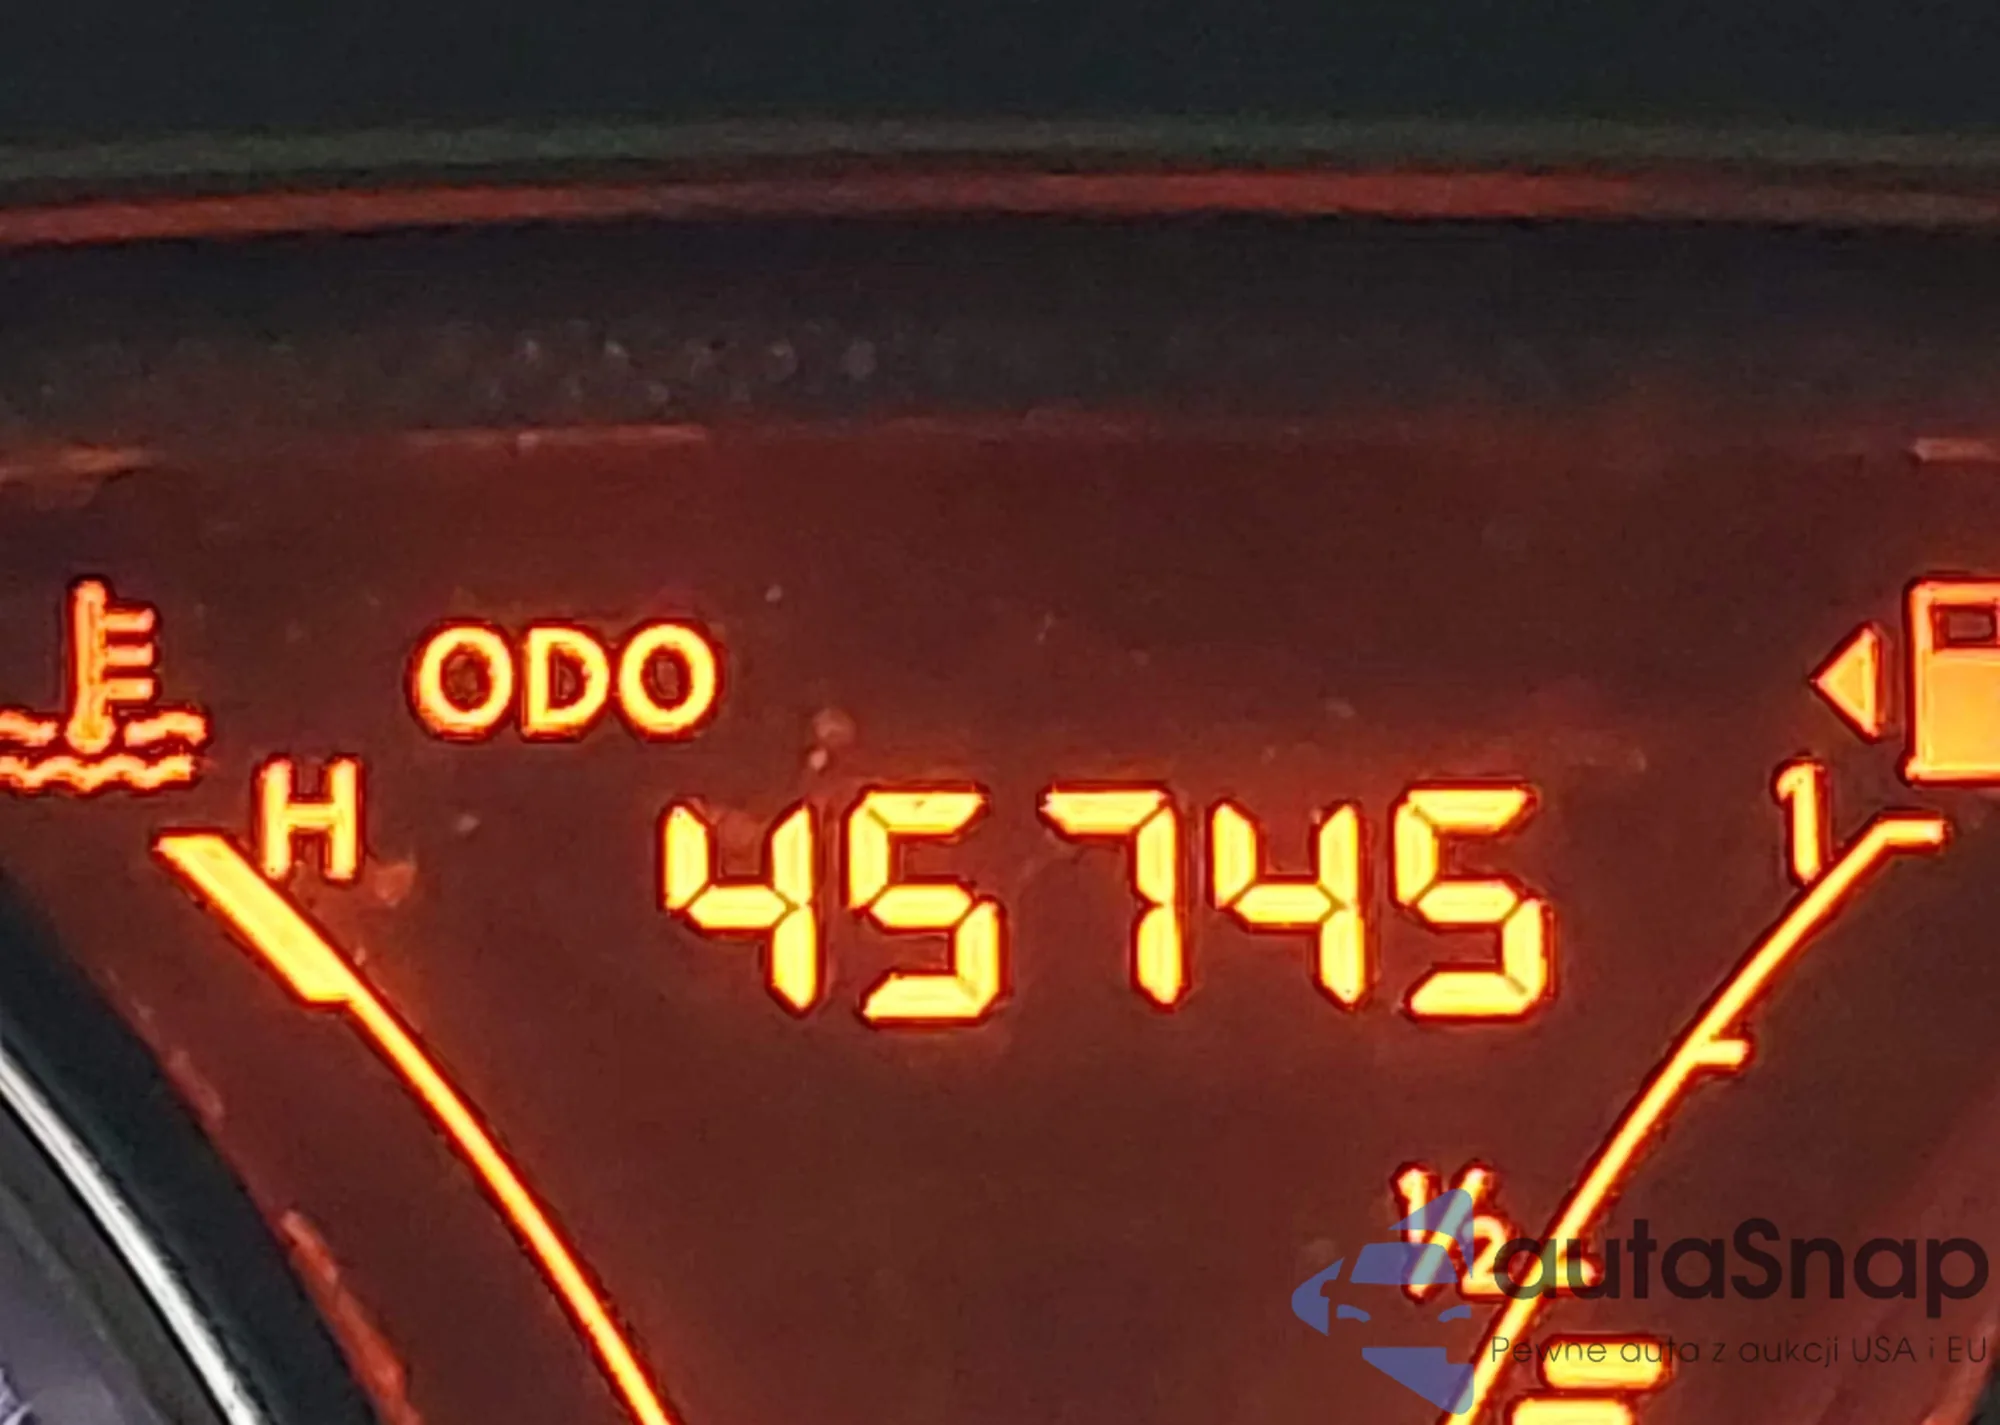 ODO
H
45745
1
1/2
autaSnap
Pewne auta z aukcji USA i EU